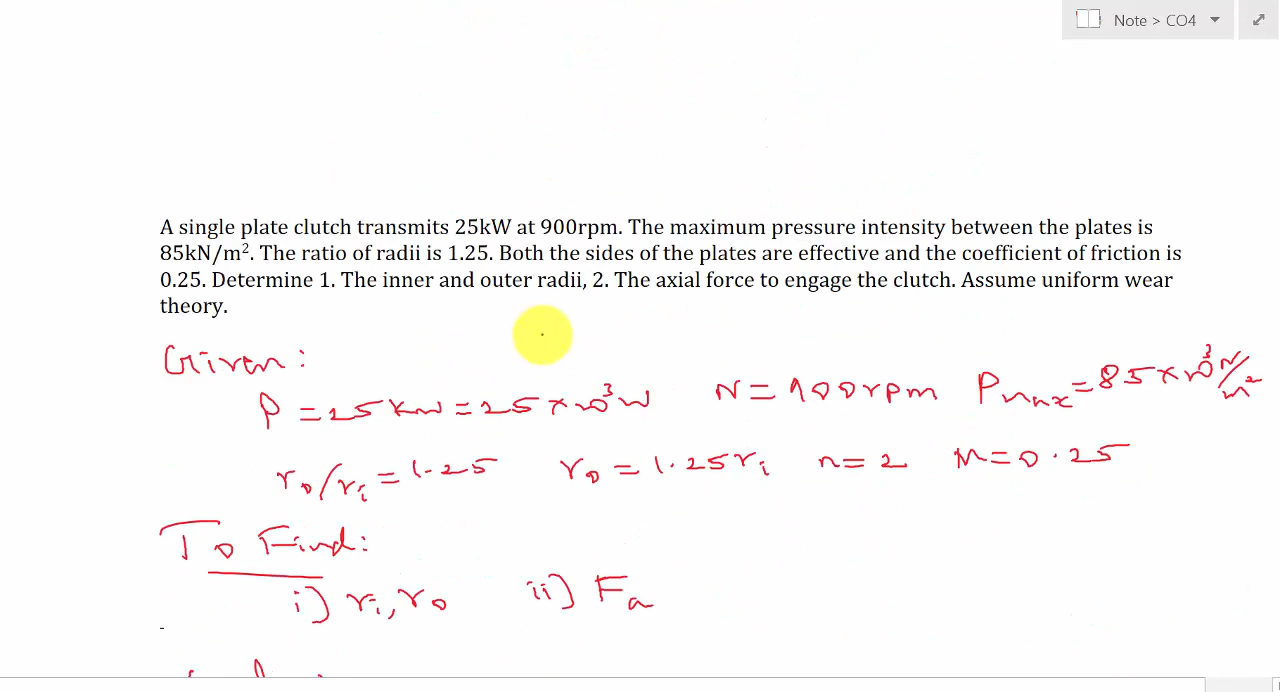 Note > CO4
A single plate clutch transmits 25kW at 900rpm. The maximum pressure intensity between the plates is
85kN/m². The ratio of radii is 1.25. Both the sides of the plates are effective and the coefficient of friction is
0.25. Determine 1. The inner and outer radii, 2. The axial force to engage the clutch. Assume uniform wear
theory.
Given:
P = 25 kW = 25 × 10³ W N = 900 rpm Pmax = 85 × 10³ N/m²
ro/ri = 1.25 ro = 1.25 ri n = 2 μ = 0.25
To Find:
i) ri, ro ii) Fa